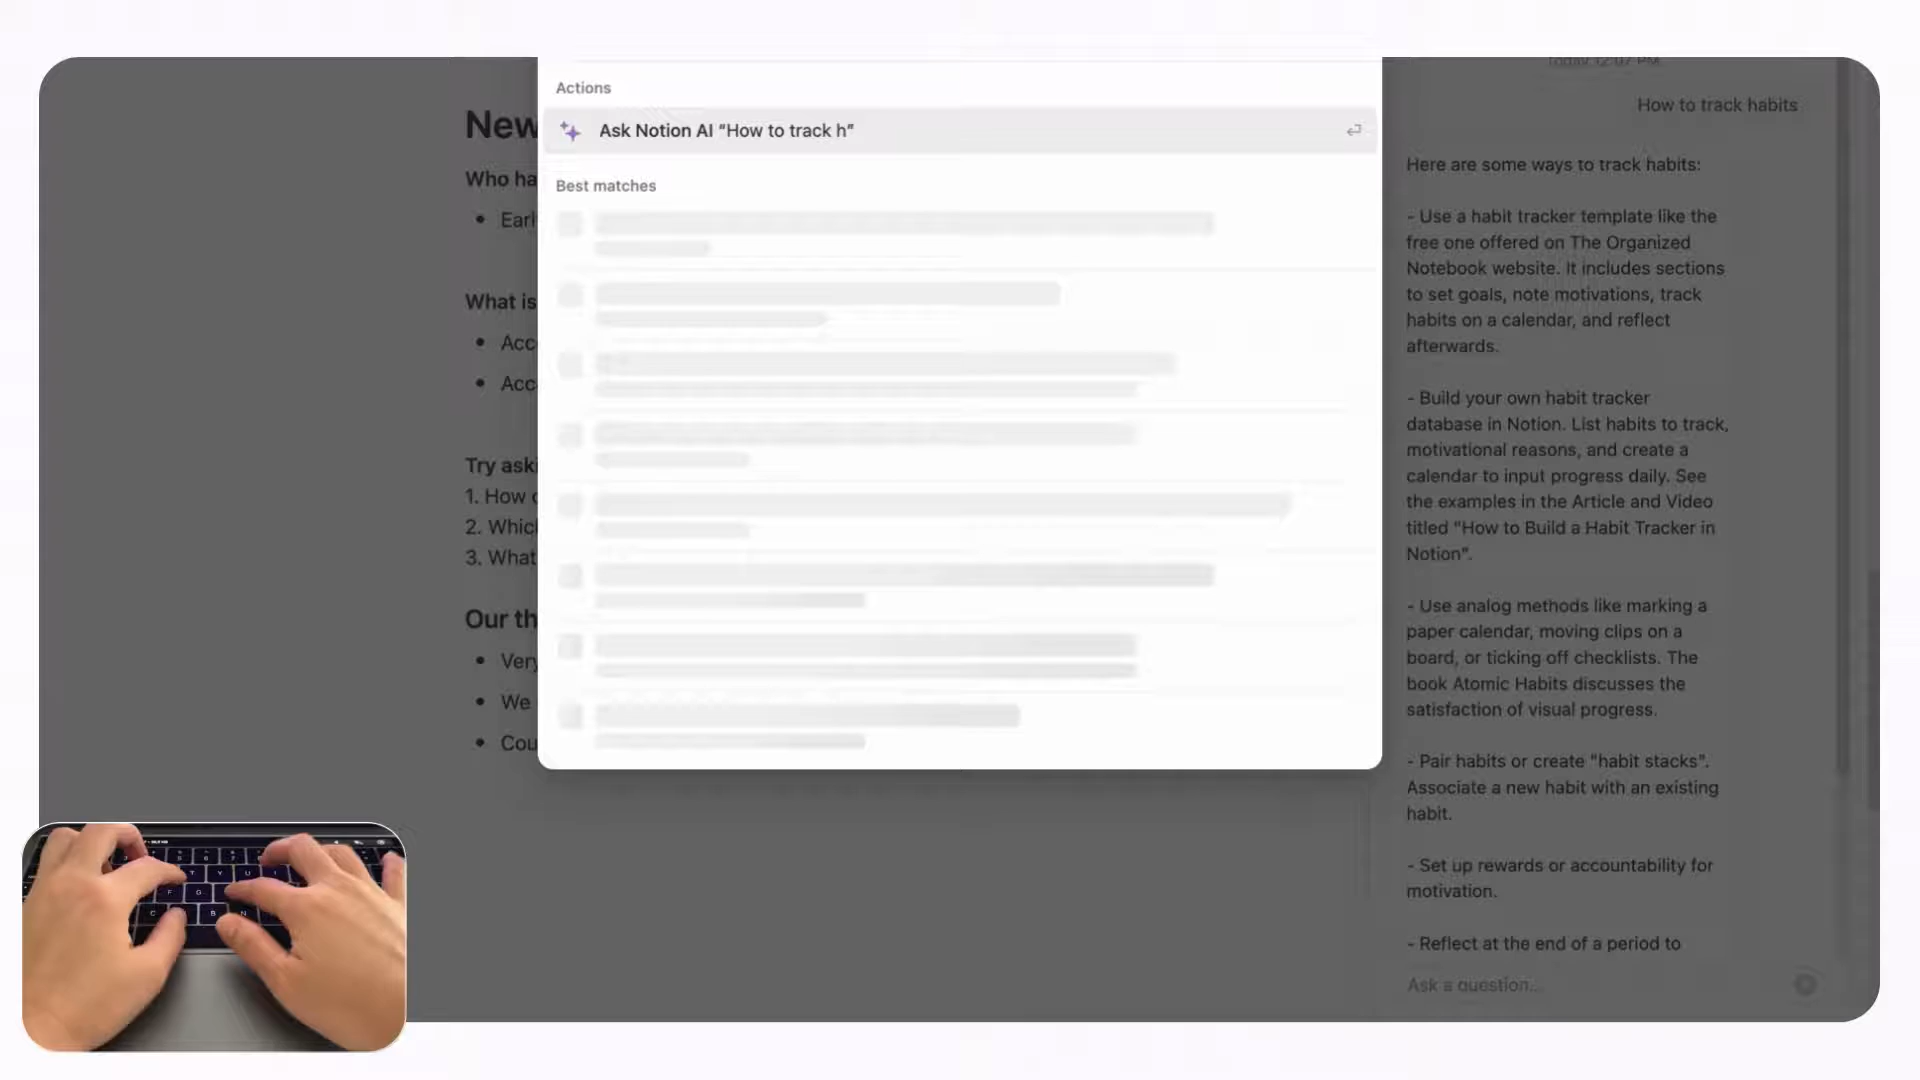 Actions
Ask Notion AI “How to track h”
Best matches
New
Who ha
Earl
What is
Acc
Acc
Try aski
1. How
2. Whic
3. What
Our th
Very
We
Cou
Today 12:07 PM
How to track habits
Here are some ways to track habits:
- Use a habit tracker template like the
free one offered on The Organized
Notebook website. It includes sections
to set goals, note motivations, track
habits on a calendar, and reflect
afterwards.
- Build your own habit tracker
database in Notion. List habits to track,
motivational reasons, and create a
calendar to input progress daily. See
the examples in the Article and Video
titled "How to Build a Habit Tracker in
Notion".
- Use analog methods like marking a
paper calendar, moving clips on a
board, or ticking off checklists. The
book Atomic Habits discusses the
satisfaction of visual progress.
- Pair habits or create "habit stacks".
Associate a new habit with an existing
habit.
- Set up rewards or accountability for
motivation.
- Reflect at the end of a period to
Ask a question...
T Y U
F G
C B N